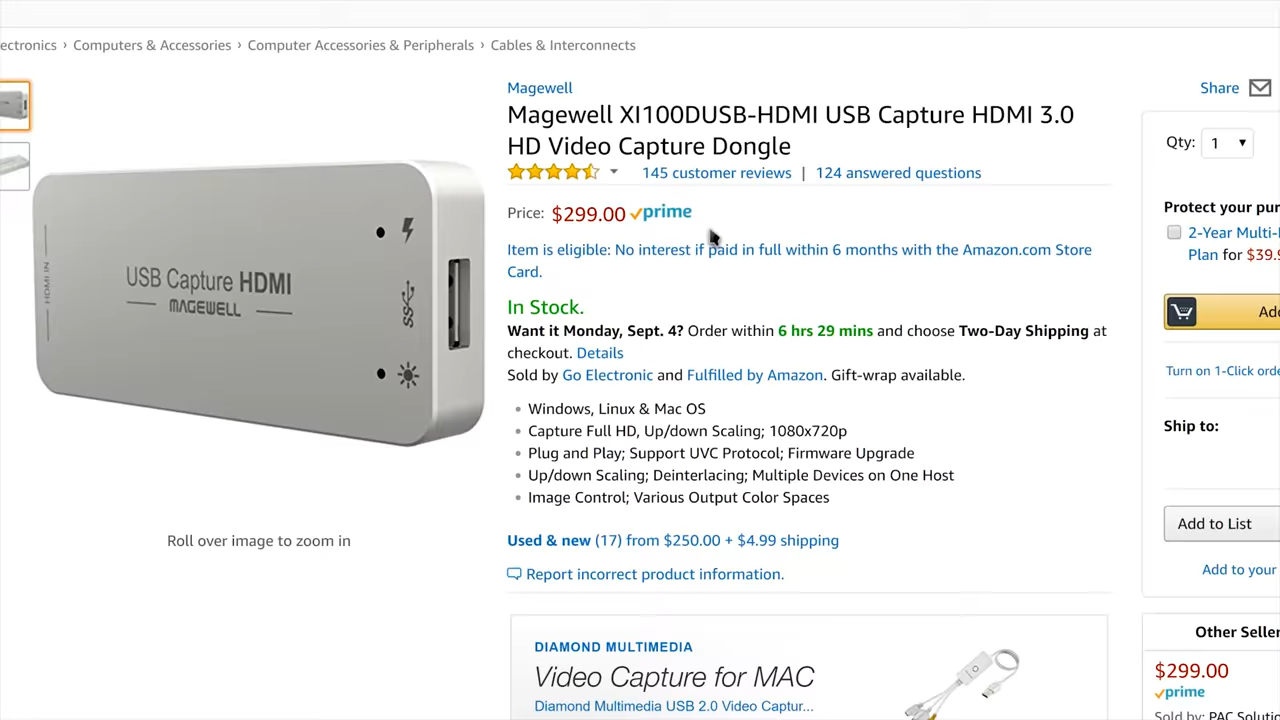 ectronics › Computers & Accessories › Computer Accessories & Peripherals › Cables & Interconnects
Magewell
Magewell XI100DUSB-HDMI USB Capture HDMI 3.0
HD Video Capture Dongle
145 customer reviews | 124 answered questions
Price: $299.00 prime
Item is eligible: No interest if paid in full within 6 months with the Amazon.com Store
Card.
In Stock.
Want it Monday, Sept. 4? Order within 6 hrs 29 mins and choose Two-Day Shipping at
checkout. Details
Sold by Go Electronic and Fulfilled by Amazon. Gift-wrap available.
• Windows, Linux & Mac OS
• Capture Full HD, Up/down Scaling; 1080x720p
• Plug and Play; Support UVC Protocol; Firmware Upgrade
• Up/down Scaling; Deinterlacing; Multiple Devices on One Host
• Image Control; Various Output Color Spaces
Used & new (17) from $250.00 + $4.99 shipping
Report incorrect product information.
HDMI IN
USB Capture HDMI
MAGEWELL
Roll over image to zoom in
DIAMOND MULTIMEDIA
Video Capture for MAC
Diamond Multimedia USB 2.0 Video Captur...
Share
Qty: 1
Protect your pur
2-Year Multi-
Plan for $39.9
Add
Turn on 1-Click orde
Ship to:
Add to List
Add to your
Other Seller
$299.00
prime
Sold by: PAC Solutio